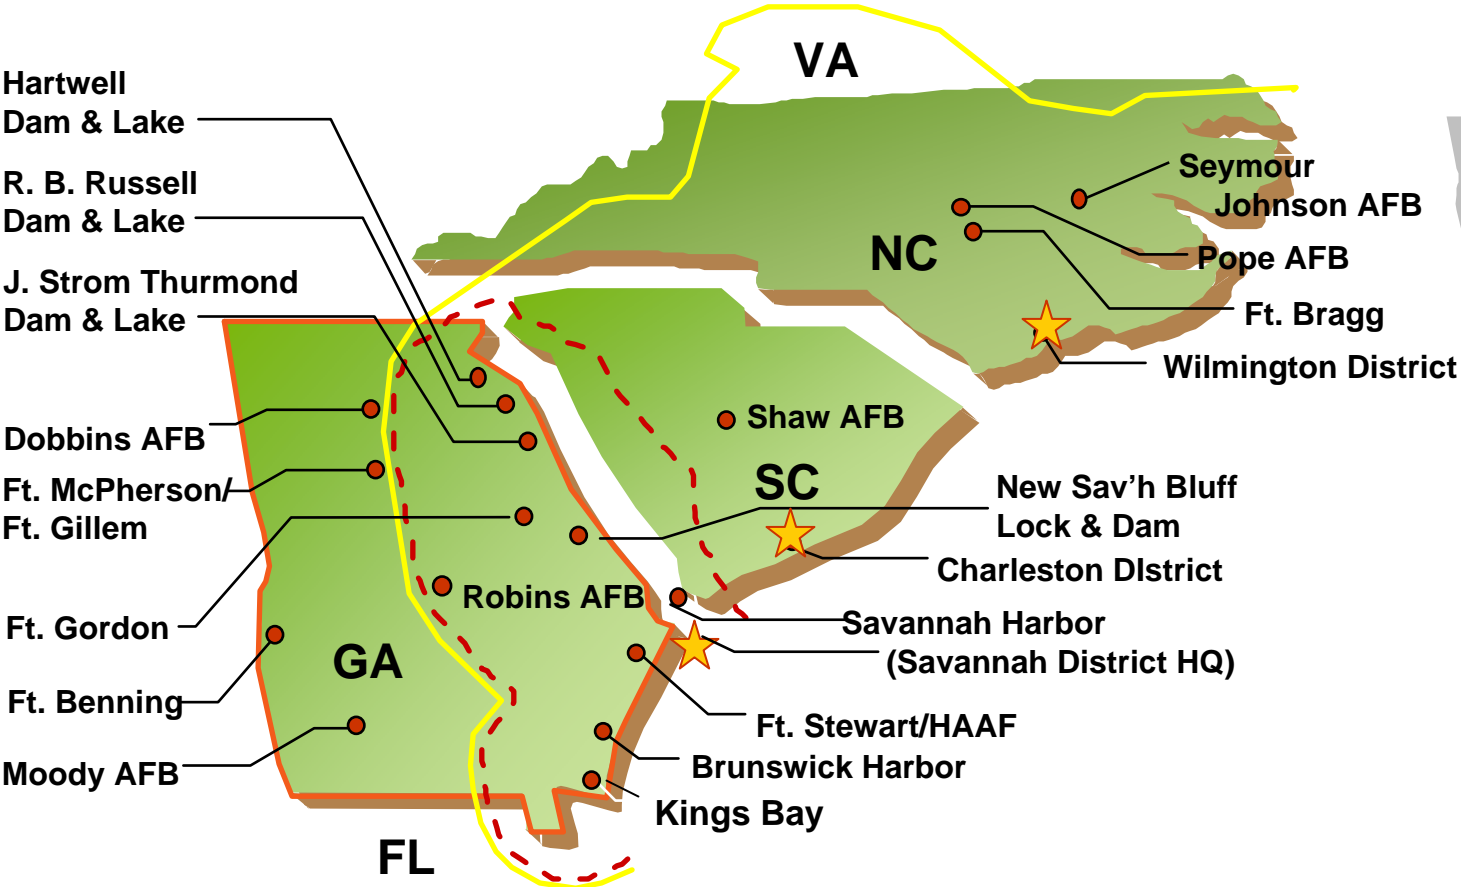 VA
Hartwell
Dam & Lake
R. B. Russell
Dam & Lake
J. Strom Thurmond
Dam & Lake
Dobbins AFB
Ft. McPherson/
Ft. Gillem
Ft. Gordon
Ft. Benning
Moody AFB
Seymour
Johnson AFB
NC
Pope AFB
Ft. Bragg
Wilmington District
Shaw AFB
SC
New Sav’h Bluff
Lock & Dam
Charleston DIstrict
Robins AFB
Savannah Harbor
(Savannah District HQ)
GA
Ft. Stewart/HAAF
Brunswick Harbor
Kings Bay
FL